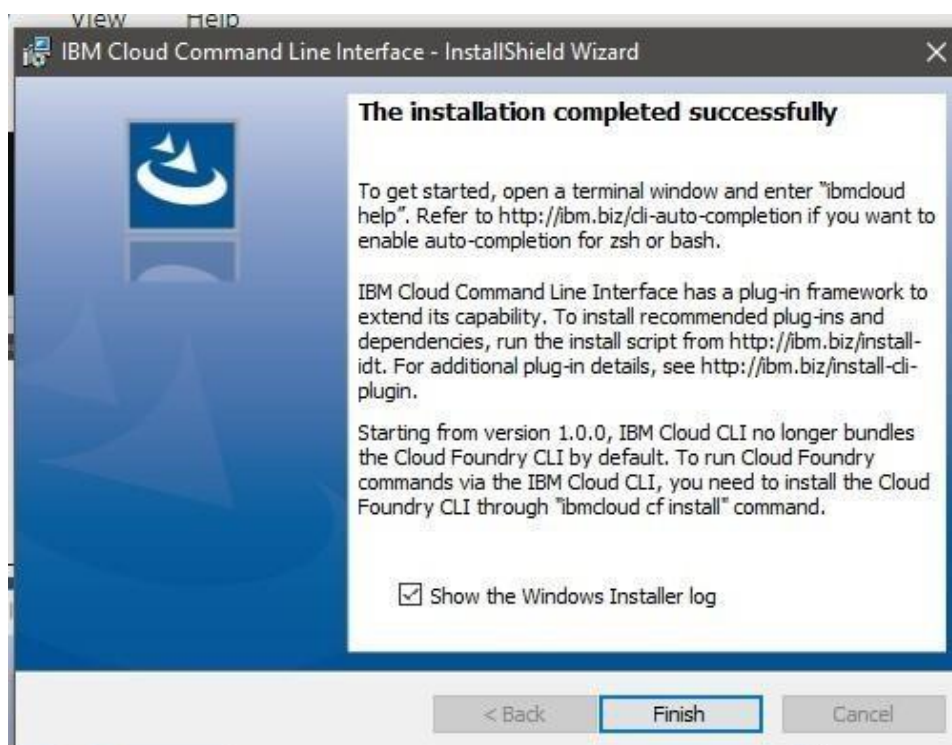 View Help
IBM Cloud Command Line Interface - InstallShield Wizard
The installation completed successfully
To get started, open a terminal window and enter "ibmcloud
help". Refer to http://ibm.biz/cli-auto-completion if you want to
enable auto-completion for zsh or bash.
IBM Cloud Command Line Interface has a plug-in framework to
extend its capability. To install recommended plug-ins and
dependencies, run the install script from http://ibm.biz/install-
idt. For additional plug-in details, see http://ibm.biz/install-cli-
plugin.
Starting from version 1.0.0, IBM Cloud CLI no longer bundles
the Cloud Foundry CLI by default. To run Cloud Foundry
commands via the IBM Cloud CLI, you need to install the Cloud
Foundry CLI through "ibmcloud cf install" command.
Show the Windows Installer log
< Back Finish Cancel